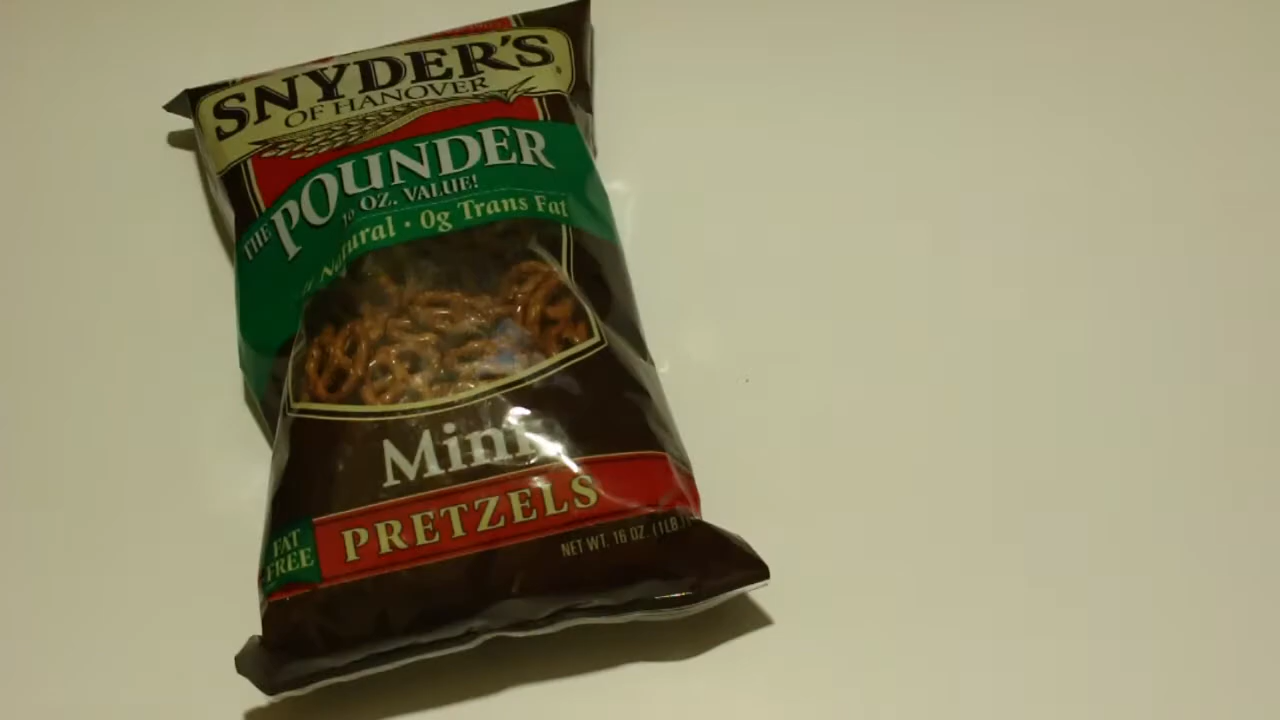 SNYDER'S
OF HANOVER
THE POUNDER
OZ. VALUE!
Natural • 0g Trans Fat
Mini
PRETZELS
FAT
FREE
NET WT. 16 OZ. (1LB.)